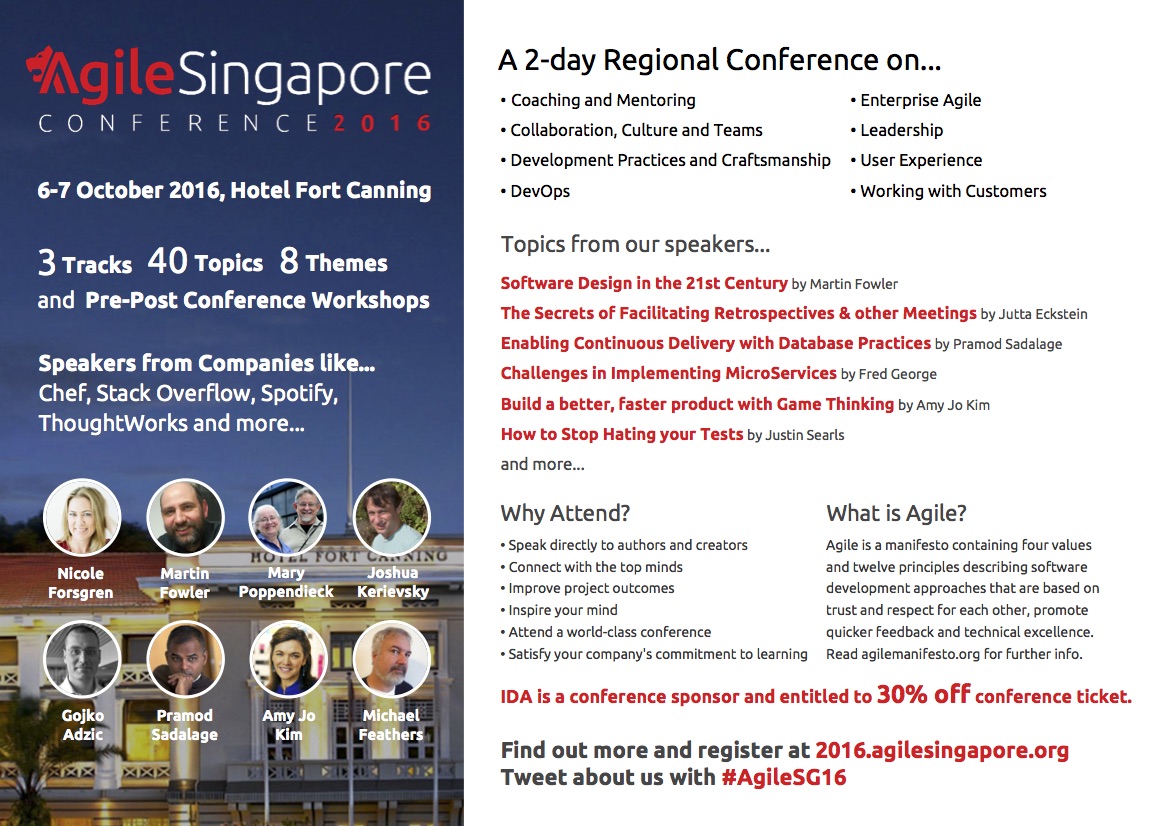 AgileSingapore
CONFERENCE 2016
6-7 October 2016, Hotel Fort Canning
3 Tracks 40 Topics 8 Themes
and Pre-Post Conference Workshops
Speakers from Companies like...
Chef, Stack Overflow, Spotify,
ThoughtWorks and more...
HOTEL FORT CANNING
Nicole
Forsgren
Martin
Fowler
Mary
Poppendieck
Joshua
Kerievsky
Gojko
Adzic
Pramod
Sadalage
Amy Jo
Kim
Michael
Feathers
A 2-day Regional Conference on...
• Coaching and Mentoring
• Collaboration, Culture and Teams
• Development Practices and Craftsmanship
• DevOps
• Enterprise Agile
• Leadership
• User Experience
• Working with Customers
Topics from our speakers...
Software Design in the 21st Century by Martin Fowler
The Secrets of Facilitating Retrospectives & other Meetings by Jutta Eckstein
Enabling Continuous Delivery with Database Practices by Pramod Sadalage
Challenges in Implementing MicroServices by Fred George
Build a better, faster product with Game Thinking by Amy Jo Kim
How to Stop Hating your Tests by Justin Searls
and more...
Why Attend?
• Speak directly to authors and creators
• Connect with the top minds
• Improve project outcomes
• Inspire your mind
• Attend a world-class conference
• Satisfy your company's commitment to learning
What is Agile?
Agile is a manifesto containing four values
and twelve principles describing software
development approaches that are based on
trust and respect for each other, promote
quicker feedback and technical excellence.
Read agilemanifesto.org for further info.
IDA is a conference sponsor and entitled to 30% off conference ticket.
Find out more and register at 2016.agilesingapore.org
Tweet about us with #AgileSG16